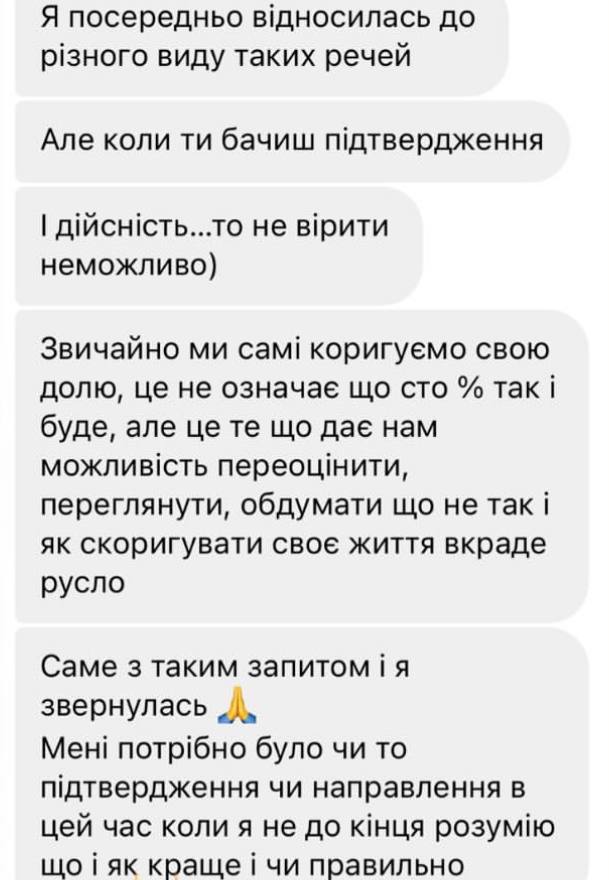 Я посередньо відносилась до
різного виду таких речей
Але коли ти бачиш підтвердження
І дійсність...то не вірити
неможливо)
Звичайно ми самі коригуємо свою
долю, це не означає що сто % так і
буде, але це те що дає нам
можливість переоцінити,
переглянути, обдумати що не так і
як скоригувати своє життя вкраде
русло
Саме з таким запитом і я
звернулась 🙏
Мені потрібно було чи то
підтвердження чи направлення в
цей час коли я не до кінця розумію
що і як краще і чи правильно